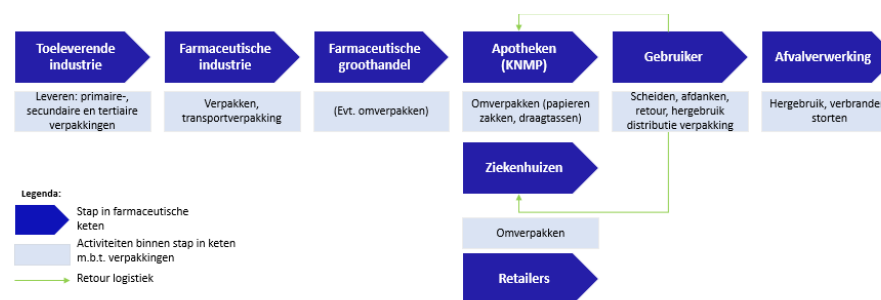 Toeleverende
industrie
Farmaceutische
industrie
Farmaceutische
groothandel
Apotheken
(KNMP)
Gebruiker
Afvalverwerking
Leveren: primaire-,
secundaire en tertiaire
verpakkingen
Verpakken,
transportverpakking
(Evt. omverpakken)
Omverpakken (papieren
zakken, draagtassen)
Scheiden, afdanken,
retour, hergebruik
distributie verpakking
Hergebruik, verbranden
storten
Ziekenhuizen
Omverpakken
Retailers
Legenda:
Stap in farmaceutische
keten
Activiteiten binnen stap in keten
m.b.t. verpakkingen
Retour logistiek